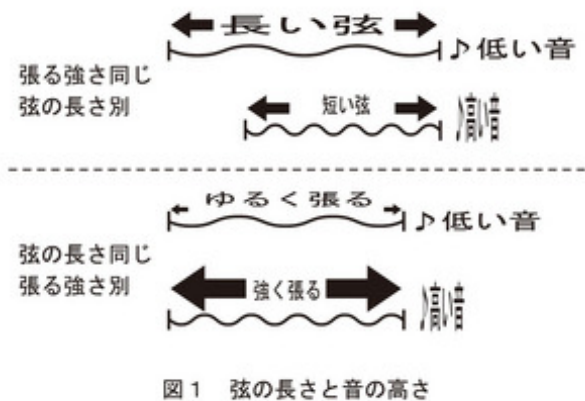 長い弦
♪低い音
張る強さ同じ
弦の長さ別
短い弦
♪高い音
ゆるく張る
♪低い音
弦の長さ同じ
張る強さ別
強く張る
♪高い音
図1 弦の長さと音の高さ